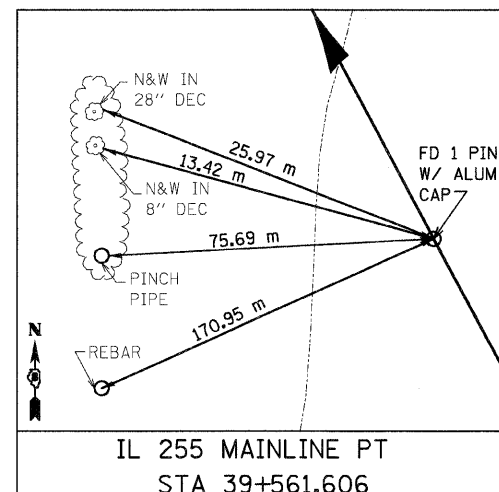 N&W IN
28" DEC
25.97 m
13.42 m
FD 1 PIN
W/ ALUM
CAP
N&W IN
8" DEC
75.69 m
PINCH
PIPE
170.95 m
N
REBAR
IL 255 MAINLINE PT
STA 39+561.606